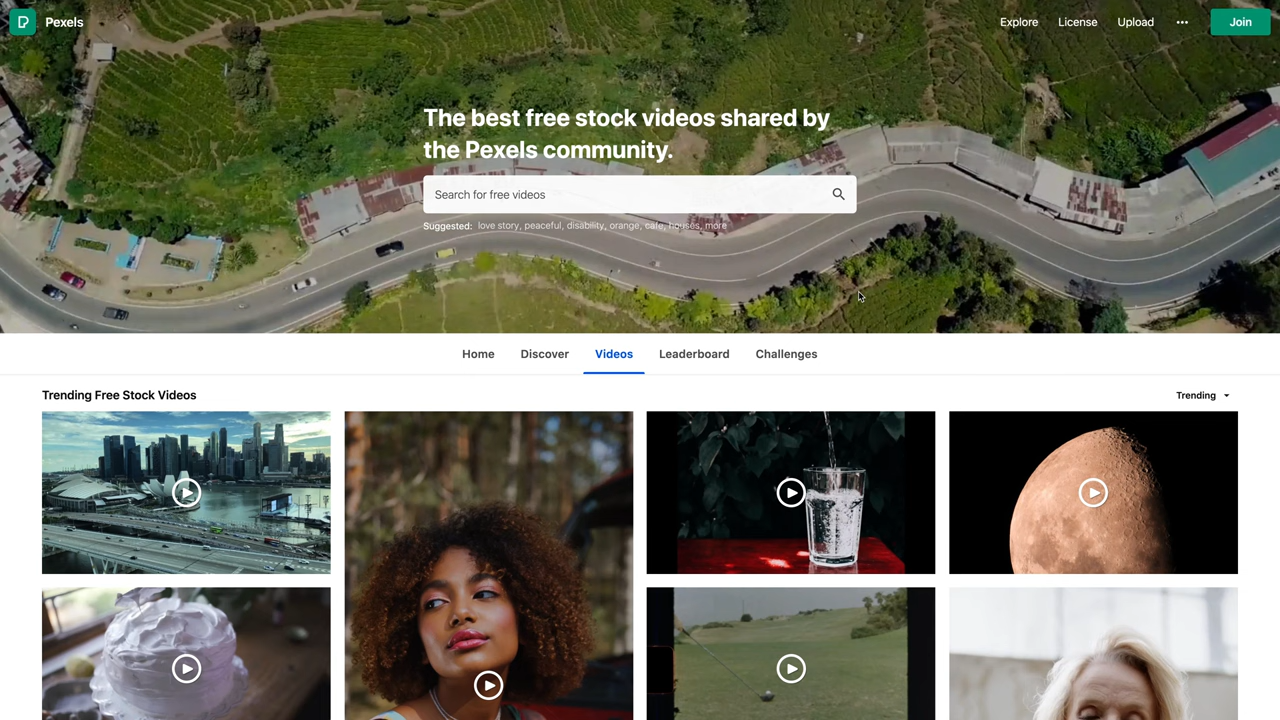 Pexels
Explore License Upload ••• Join
The best free stock videos shared by
the Pexels community.
Search for free videos
Suggested: love story, peaceful, disability, orange, cafe, houses, more
Home Discover Videos Leaderboard Challenges
Trending Free Stock Videos
Trending